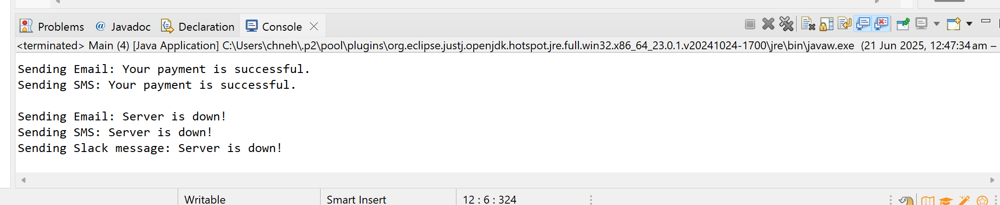 Problems @ Javadoc Declaration Console
<terminated> Main (4) [Java Application] C:\Users\chneh\.p2\pool\plugins\org.eclipse.justj.openjdk.hotspot.jre.full.win32.x86_64_23.0.1.v20241024-1700\jre\bin\javaw.exe (21 Jun 2025, 12:47:34 am –
Sending Email: Your payment is successful.
Sending SMS: Your payment is successful.
Sending Email: Server is down!
Sending SMS: Server is down!
Sending Slack message: Server is down!
Writable Smart Insert 12 : 6 : 324